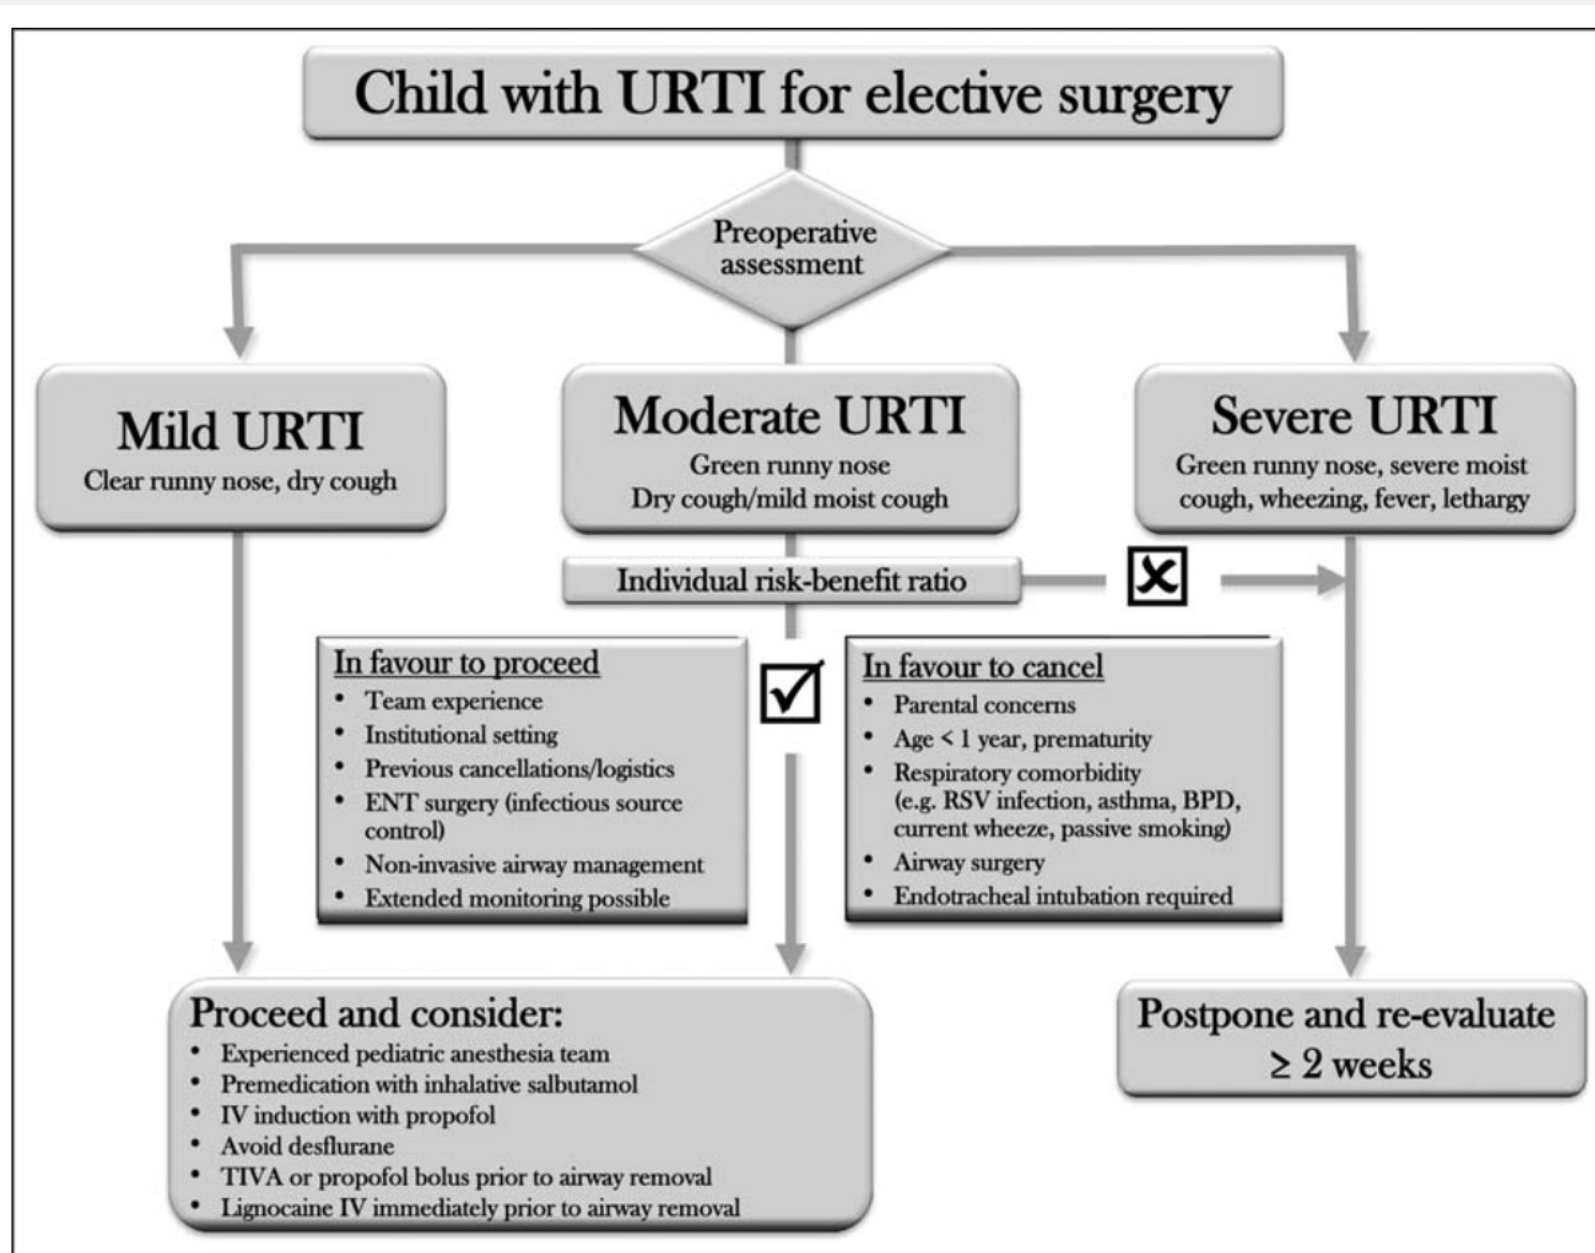 Child with URTI for elective surgery
Preoperative
assessment
Mild URTI
Clear runny nose, dry cough
Moderate URTI
Green runny nose
Dry cough/mild moist cough
Severe URTI
Green runny nose, severe moist
cough, wheezing, fever, lethargy
Individual risk-benefit ratio
In favour to proceed
• Team experience
• Institutional setting
• Previous cancellations/logistics
• ENT surgery (infectious source
control)
• Non-invasive airway management
• Extended monitoring possible
In favour to cancel
• Parental concerns
• Age < 1 year, prematurity
• Respiratory comorbidity
(e.g. RSV infection, asthma, BPD,
current wheeze, passive smoking)
• Airway surgery
• Endotracheal intubation required
Proceed and consider:
• Experienced pediatric anesthesia team
• Premedication with inhalative salbutamol
• IV induction with propofol
• Avoid desflurane
• TIVA or propofol bolus prior to airway removal
• Lignocaine IV immediately prior to airway removal
Postpone and re-evaluate
≥ 2 weeks